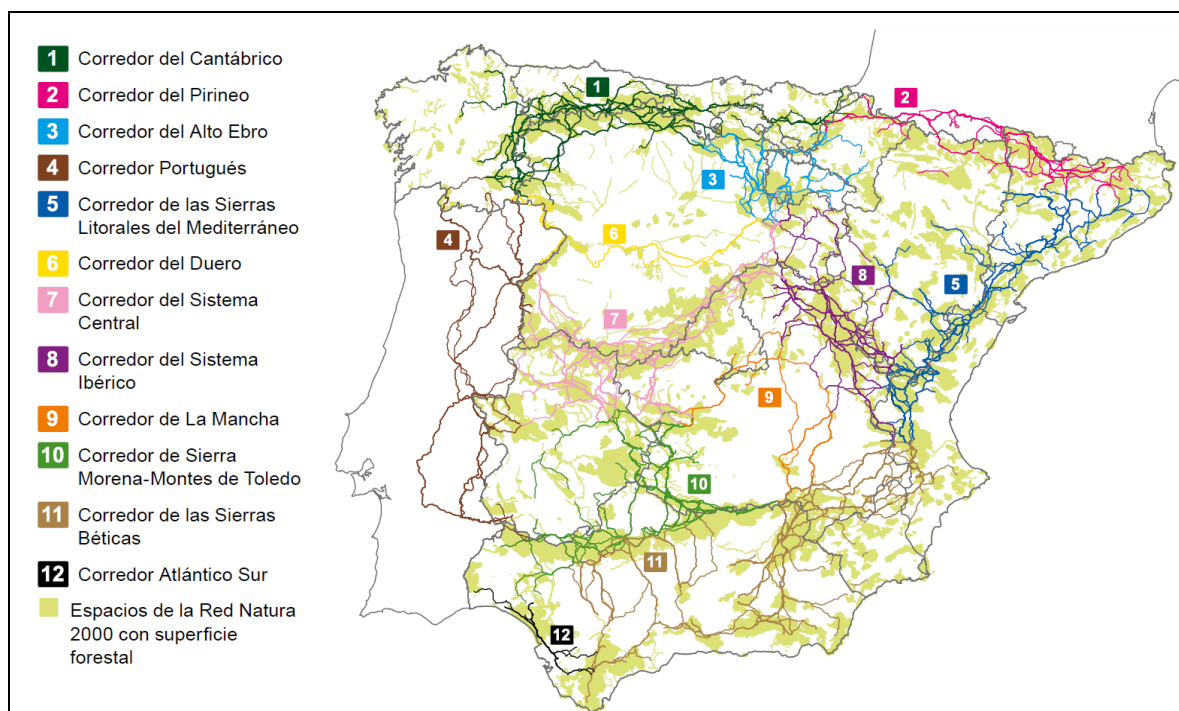 1 Corredor del Cantábrico
2 Corredor del Pirineo
3 Corredor del Alto Ebro
4 Corredor Portugués
5 Corredor de las Sierras
Litorales del Mediterráneo
6 Corredor del Duero
7 Corredor del Sistema
Central
8 Corredor del Sistema
Ibérico
9 Corredor de La Mancha
10 Corredor de Sierra
Morena-Montes de Toledo
11 Corredor de las Sierras
Béticas
12 Corredor Atlántico Sur
Espacios de la Red Natura
2000 con superficie
forestal
1
2
3
4
6
8
5
7
9
10
11
12